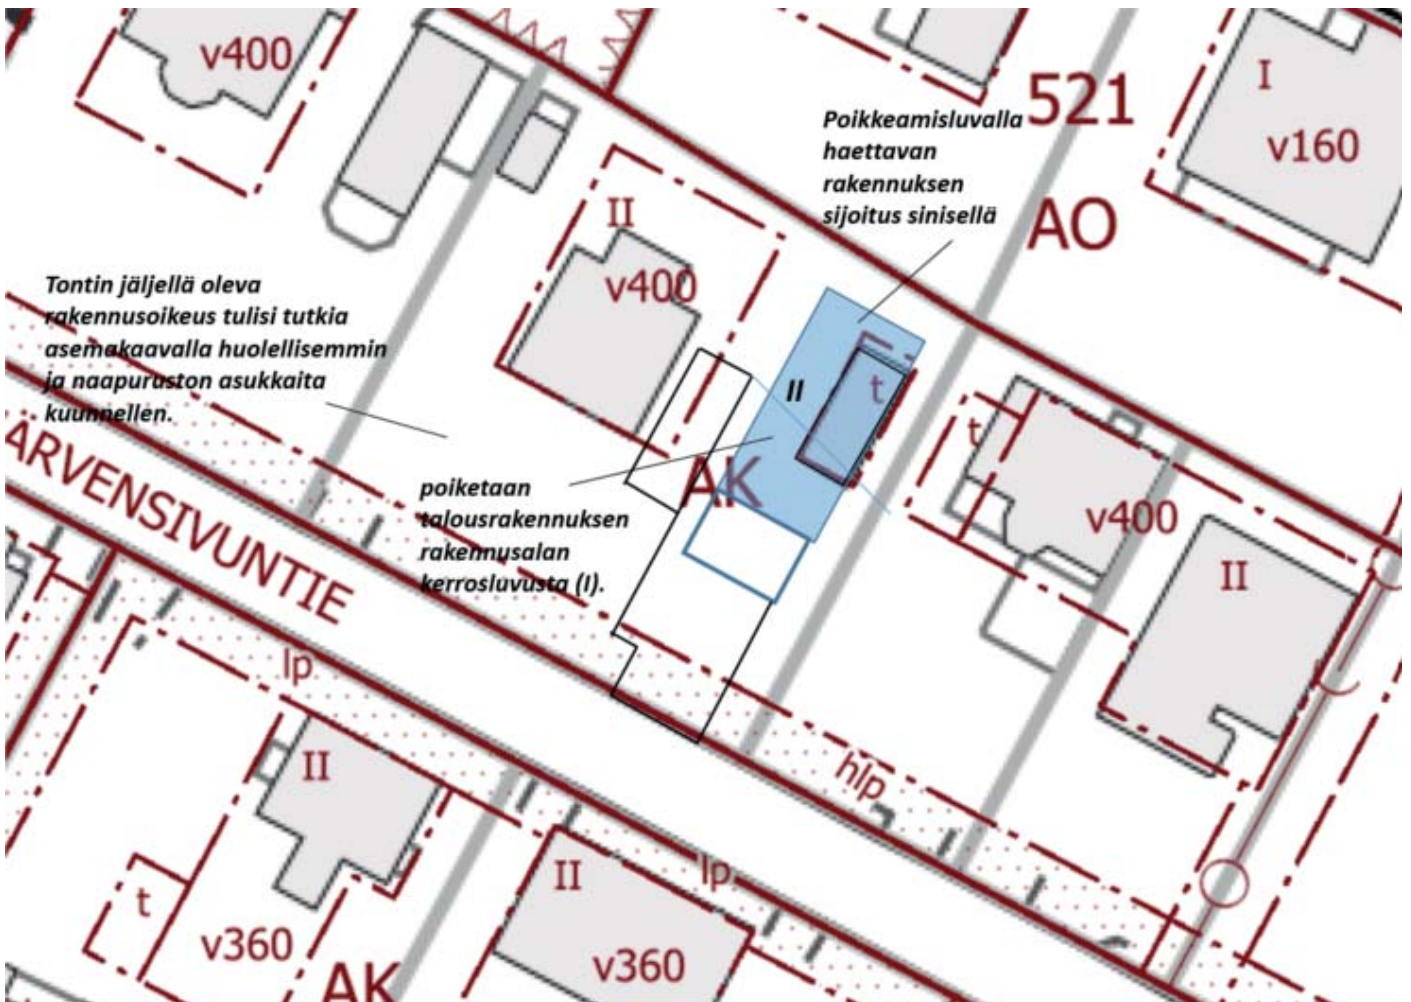 v400
I
521
v160
Poikkeamisluvalla
haettavan
rakennuksen
sijoitus sinisellä
AO
II
v400
Tontin jäljellä oleva
rakennusoikeus tulisi tutkia
asemakaavalla huolellisemmin
ja naapuruston asukkaita
kuunnellen.
II
t
t
AK
poiketaan
talousrakennuksen
rakennusalan
kerrosluvusta (I).
v400
II
ARVENSIVUNTIE
lp
II
hlp
lp
II
t
v360
v360
AK